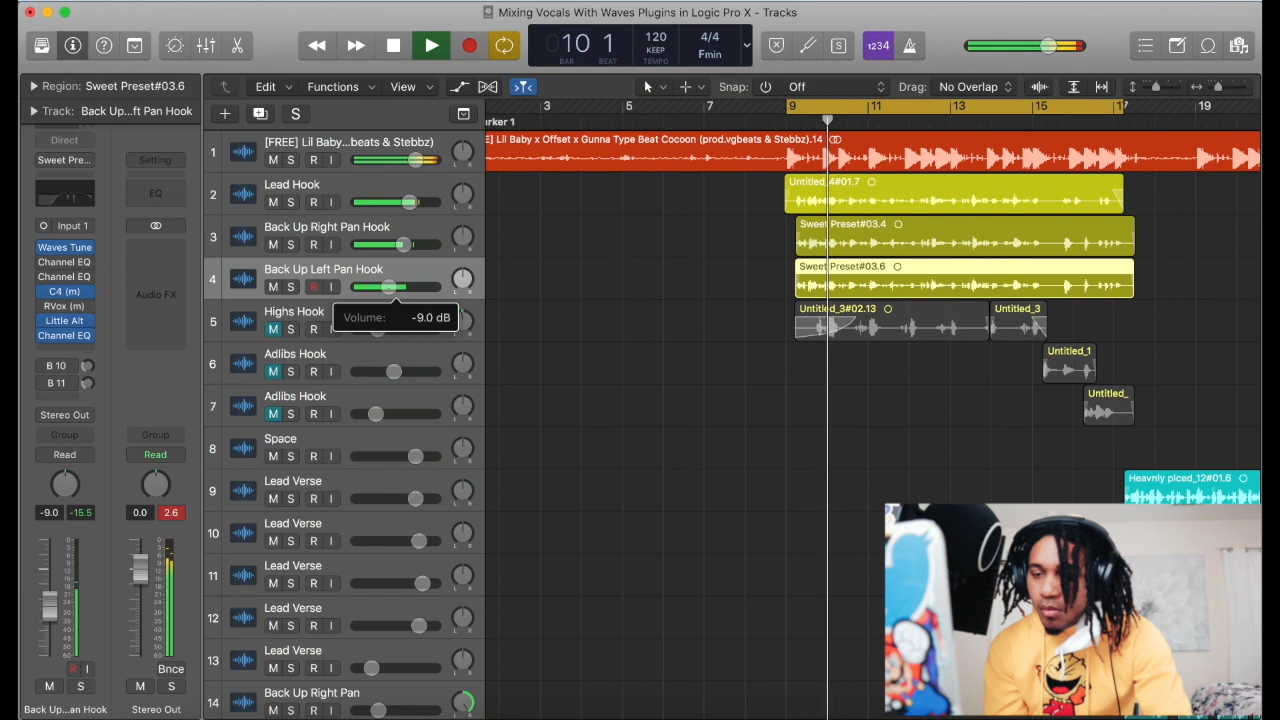 Mixing Vocals With Waves Plugins in Logic Pro X - Tracks
10 1
BAR BEAT
120
KEEP
TEMPO
4/4
Fmin
1234
Region: Sweet Preset#03.6
Track: Back Up...ft Pan Hook
Edit Functions View Snap: Off Drag: No Overlap
S
3 5 7 9 11 13 15 17 19
rker 1
Direct
Sweet Pre...
Setting
EQ
Input 1
Waves Tune
Channel EQ
Channel EQ
C4 (m)
RVox (m)
Little Alt
Channel EQ
Audio FX
B 10
B 11
Stereo Out
Group Group
Read Read
-9.0 -15.5 0.0 2.6
R I Bnce
M S M S
Back Up...an Hook Stereo Out
1 [FREE] Lil Baby...beats & Stebbz)
M S R I
2 Lead Hook
M S R I
3 Back Up Right Pan Hook
M S R I
4 Back Up Left Pan Hook
M S R I
Volume: -9.0 dB
5 Highs Hook
M S R
6 Adlibs Hook
M S R I
7 Adlibs Hook
M S R I
8 Space
M S R I
9 Lead Verse
M S R I
10 Lead Verse
M S R I
11 Lead Verse
M S R I
12 Lead Verse
M S R I
13 Lead Verse
M S R I
14 Back Up Right Pan
M S R I
E] Lil Baby x Offset x Gunna Type Beat Cocoon (prod.vgbeats & Stebbz).14
Untitled_4#01.7
Sweet Preset#03.4
Sweet Preset#03.6
Untitled_3#02.13 Untitled_3
Untitled_1
Untitled_
Heavnly plced_12#01.6